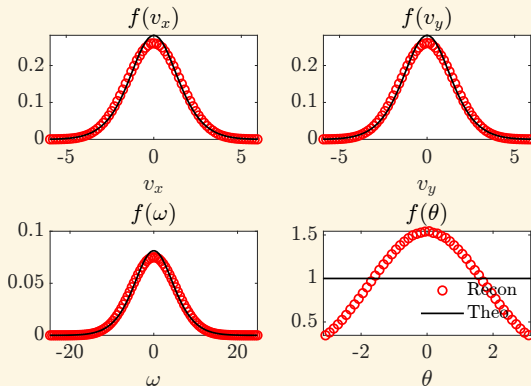 f(v_x)
f(v_y)
0.2
0.1
0
-5 0 5
v_x
0.2
0.1
0
-5 0 5
v_y
f(ω)
f(θ)
0.1
0.05
0
-20 0 20
ω
1.5
1
0.5
Recon
Theo
-2 0 2
θ